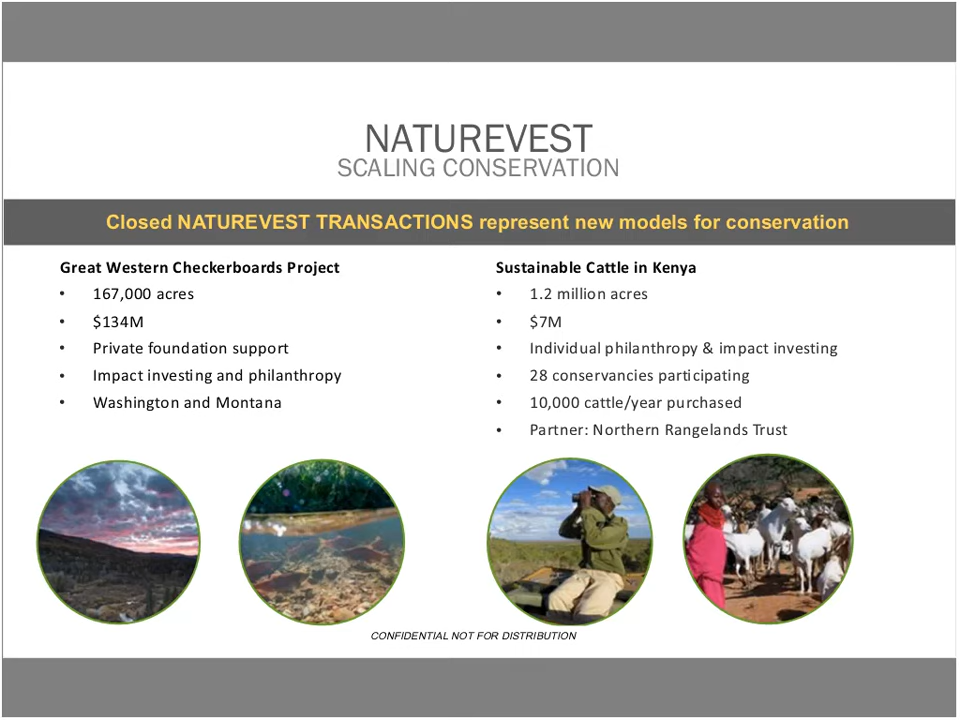 NATUREVEST
SCALING CONSERVATION
Closed NATUREVEST TRANSACTIONS represent new models for conservation
Great Western Checkerboards Project
• 167,000 acres
• $134M
• Private foundation support
• Impact investing and philanthropy
• Washington and Montana
Sustainable Cattle in Kenya
• 1.2 million acres
• $7M
• Individual philanthropy & impact investing
• 28 conservancies participating
• 10,000 cattle/year purchased
• Partner: Northern Rangelands Trust
CONFIDENTIAL NOT FOR DISTRIBUTION